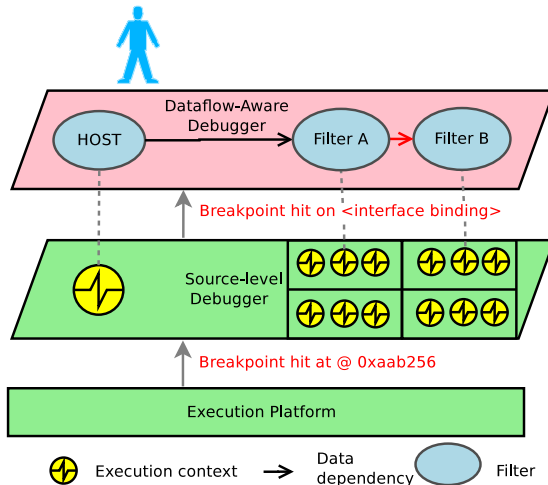 Dataflow-Aware
Debugger
HOST
Filter A
Filter B
Breakpoint hit on <interface binding>
Source-level
Debugger
Breakpoint hit at @ 0xaab256
Execution Platform
Execution context
Data
dependency
Filter